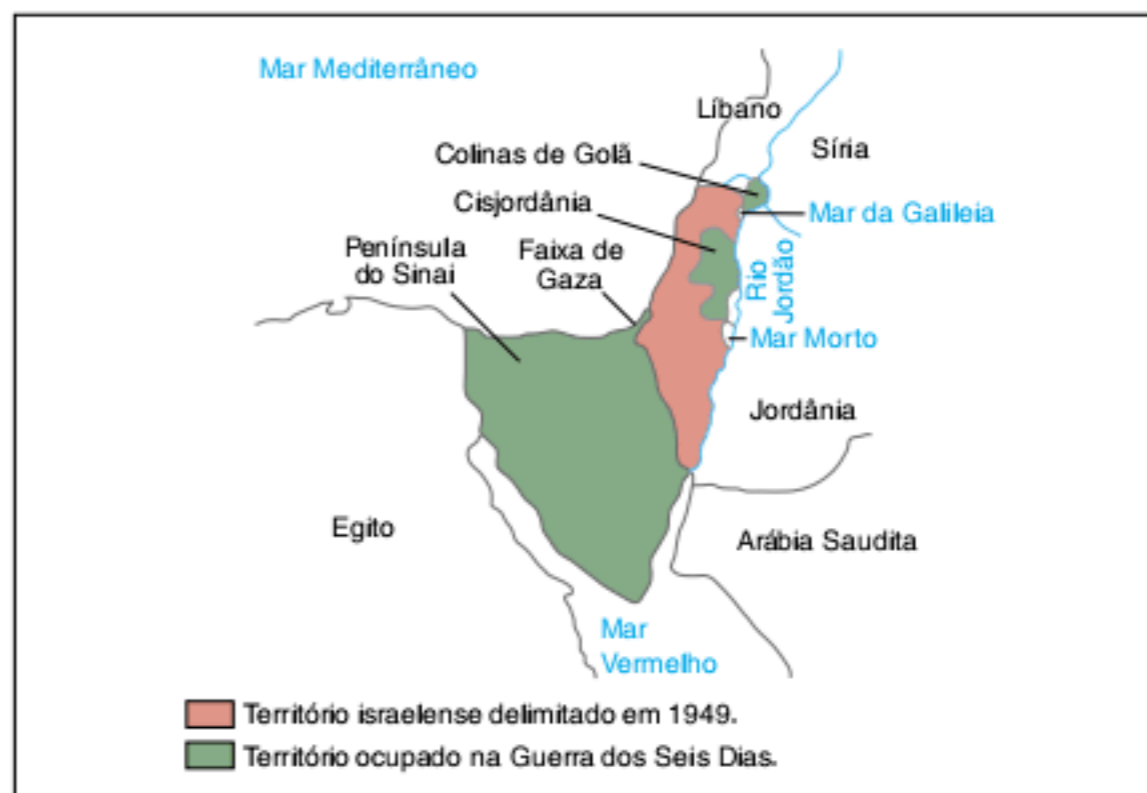 Mar Mediterrâneo
Líbano
Colinas de Golã
Síria
Cisjordânia
Mar da Galileia
Península
do Sinai
Faixa de
Gaza
Rio
Jordão
Mar Morto
Jordânia
Egito
Arábia Saudita
Mar
Vermelho
Território israelense delimitado em 1949.
Território ocupado na Guerra dos Seis Dias.